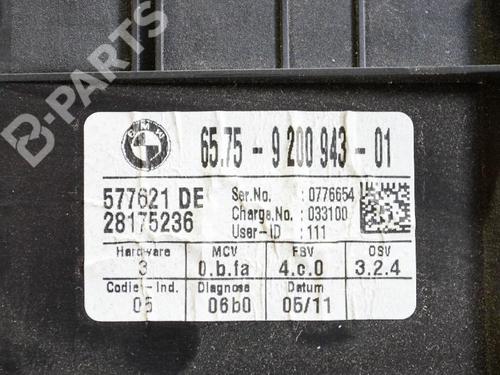 B-PARTS
BMW
65.75 - 9 200 943 - 01
577621 DE
28175236
Ser.No. : 0776654
Charge.No. : 033100
User-ID : 111
Hardware MCV FBV OSV
3 0.b.fa 4.c.0 3.2.4
Codie-Ind. Diagnose Datum
05 06b0 05/11